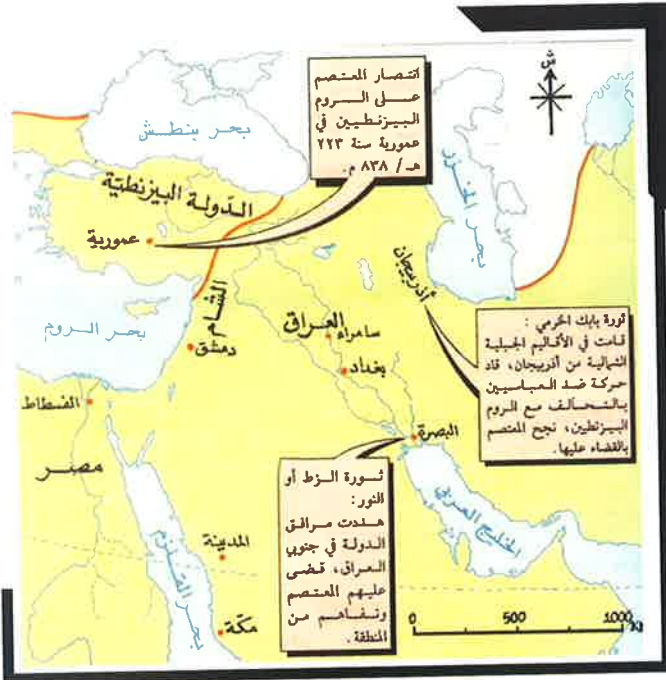 ش
انتصار المعتصم
على الروم
البيزنطيين في
عمورية سنة ٢٢٣
هـ / ٨٣٨ م.
بحر بنطش
بحر الخزر
الدولة البيزنطية
عمورية
أذربيجان
الشام
بحر الروم
العراق
سامراء
دمشق
بغداد
ثورة بابك الخرمي :
قامت في الأقاليم الجبلية
الشمالية من أذربيجان، قاد
حركة ضد العباسيين
بالتحالف مع الروم
البيزنطين، نجح المعتصم
بالقضاء عليها.
الفسطاط
البصرة
مصر
ثورة الزط أو
النور :
هددت مرافق
الدولة في جنوبي
العراق، قضى
عليهم المعتصم
ونفاهم من
المنطقة.
الخليج العربي
المدينة
بحر القلزم
مكة
0 500 1000